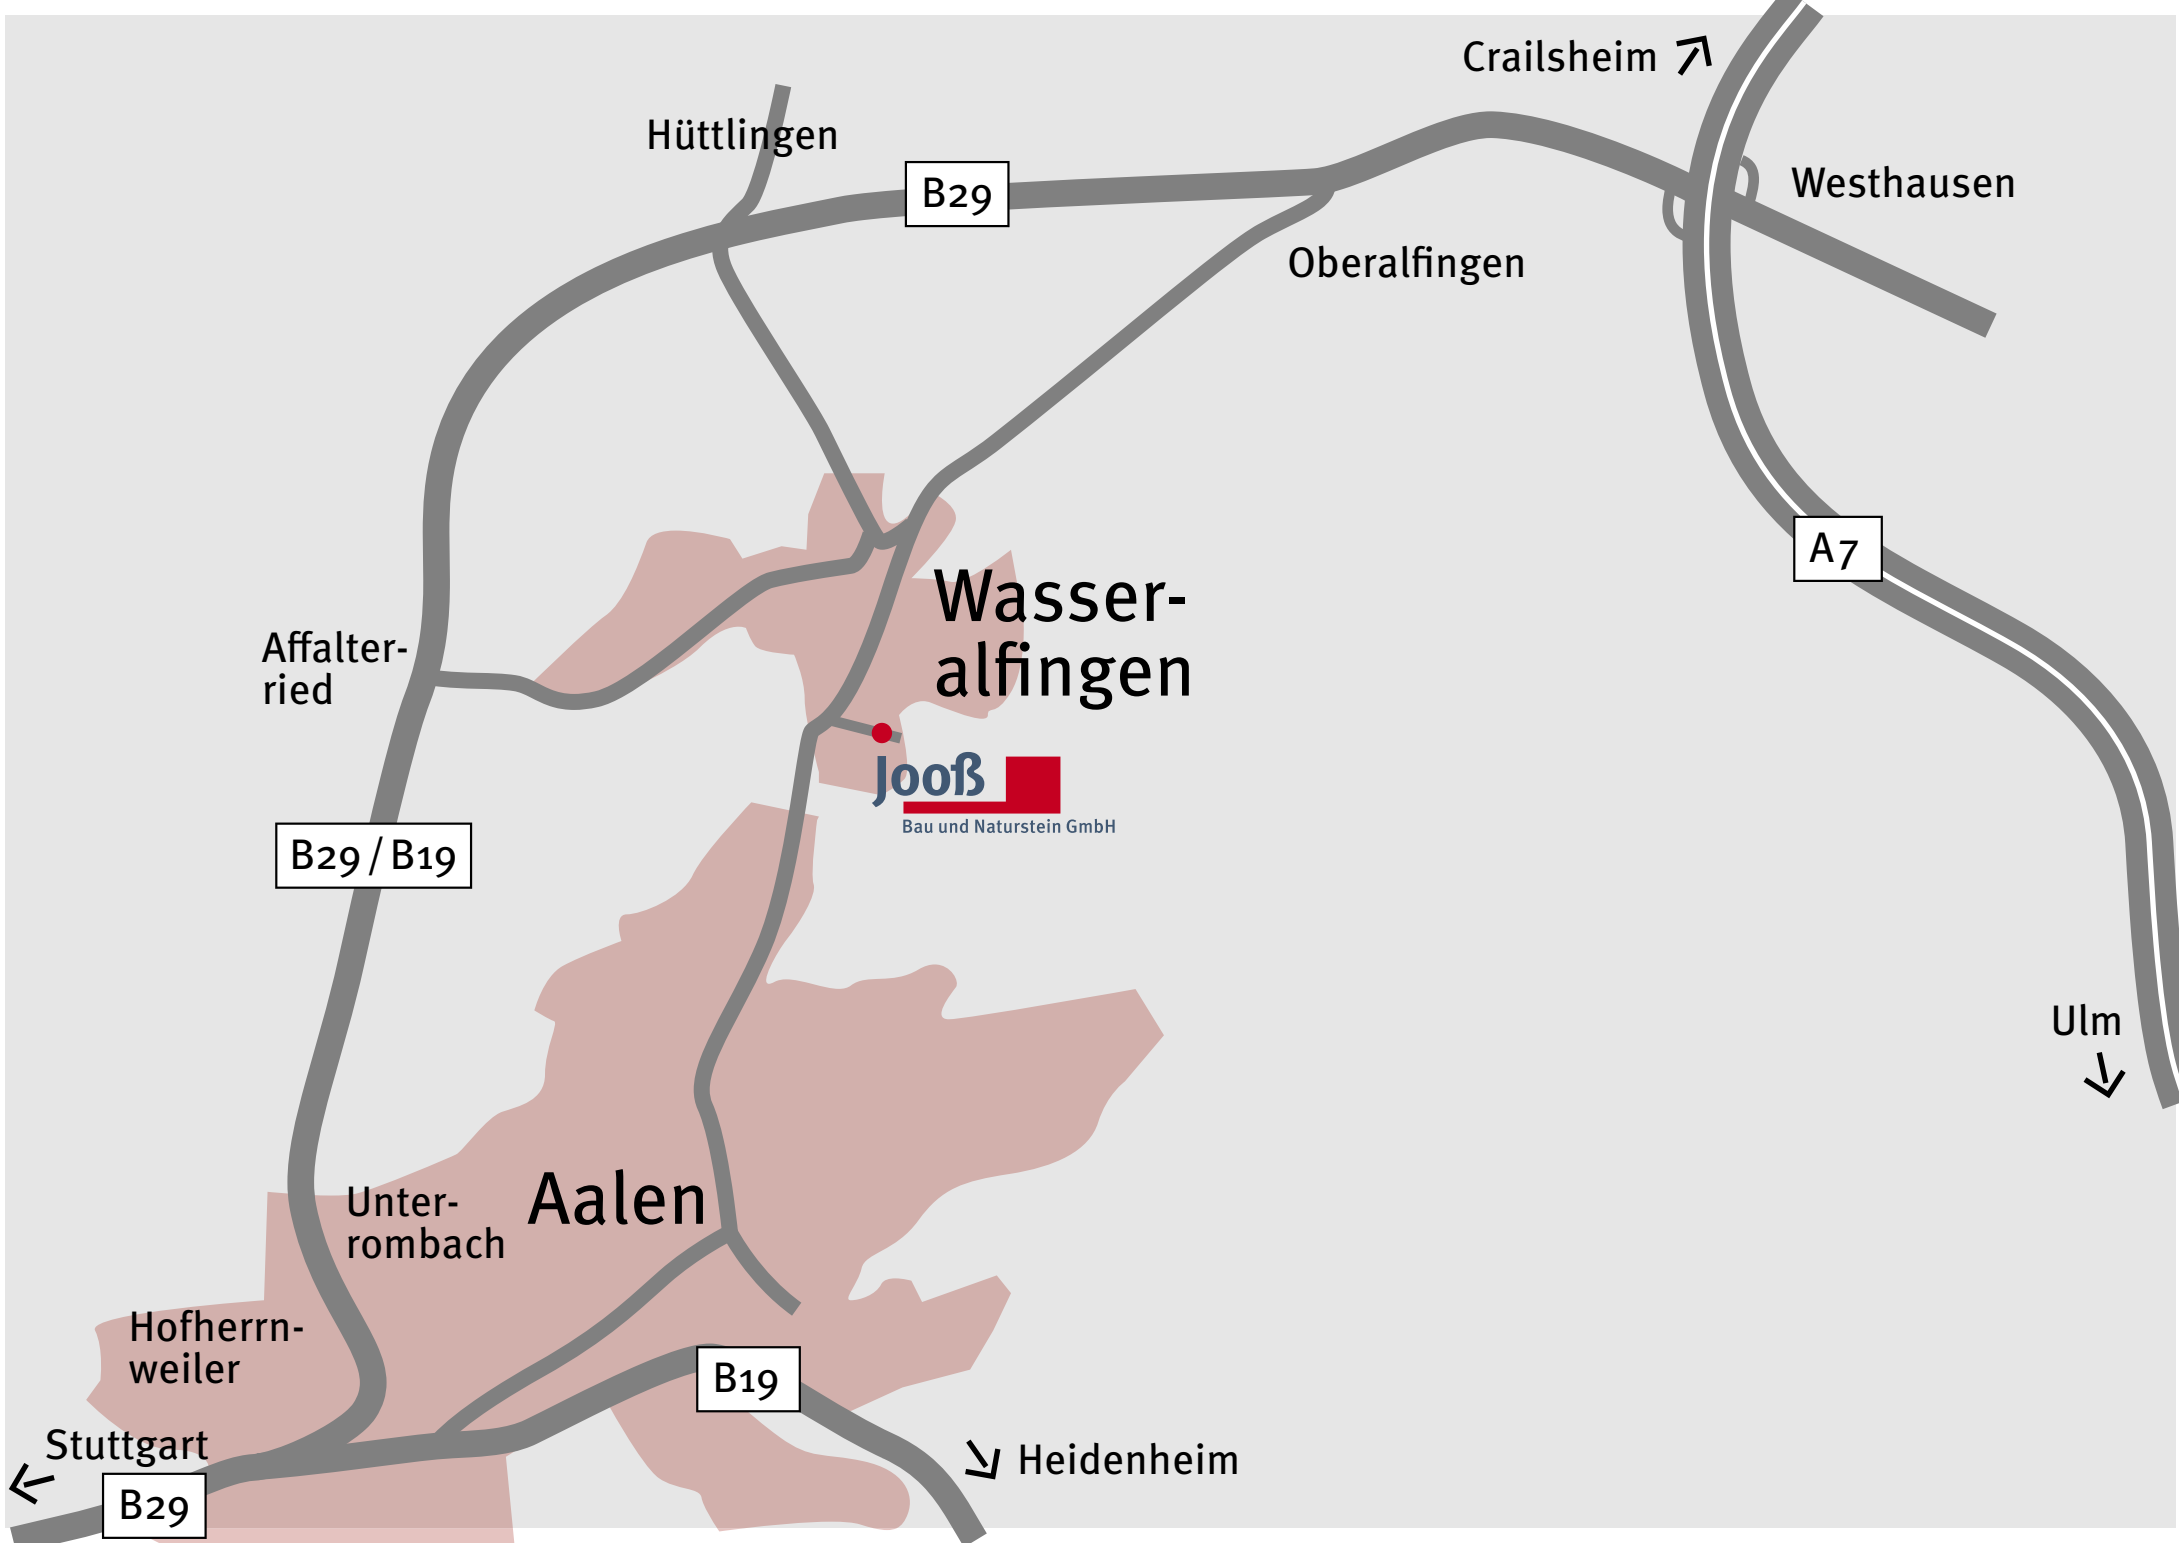 Crailsheim
Hüttlingen
B29
Westhausen
Oberalfingen
A7
Wasser-
alfingen
Affalter-
ried
Jooß
Bau und Naturstein GmbH
B29 / B19
Ulm
Aalen
Unter-
rombach
Hofherrn-
weiler
B19
Stuttgart
Heidenheim
B29